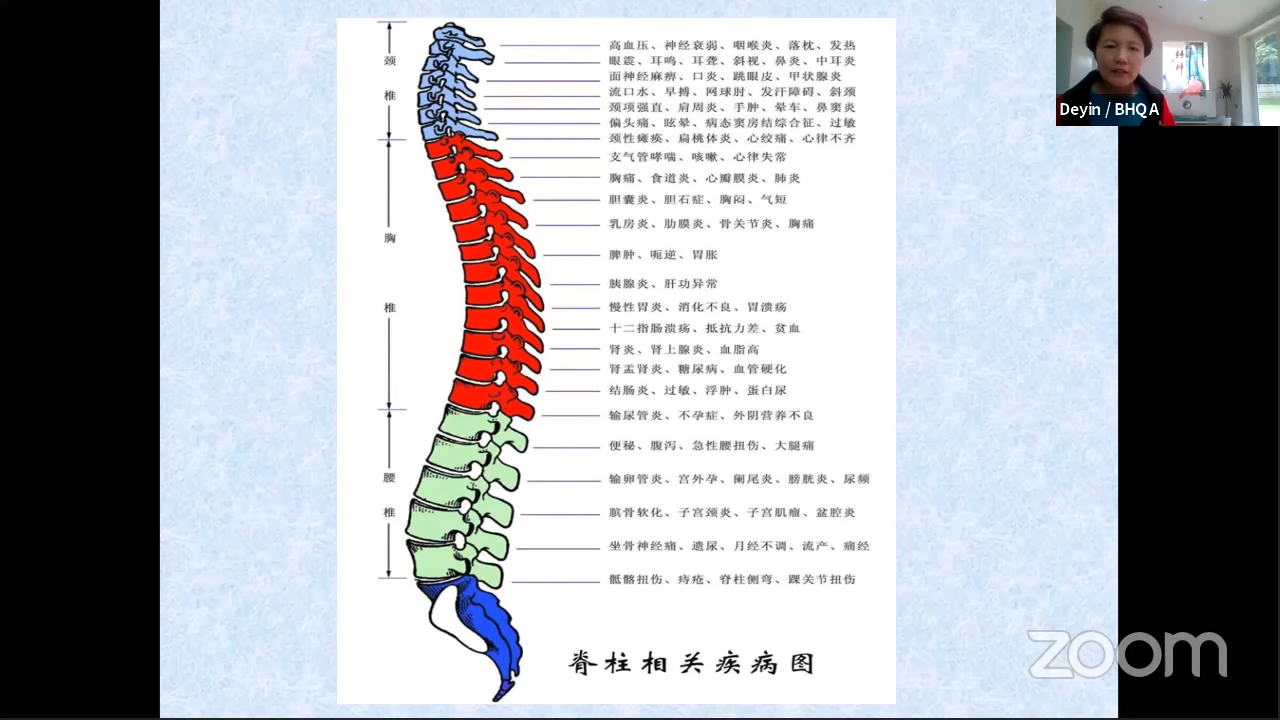 颈
椎
胸
椎
腰
椎
高血压、神经衰弱、咽喉炎、落枕、发热
眼震、耳鸣、耳聋、斜视、鼻炎、中耳炎
面神经麻痹、口炎、跳眼皮、甲状腺炎
流口水、早搏、网球肘、发汗障碍、斜颈
颈项强直、肩周炎、手肿、晕车、鼻窦炎
偏头痛、眩晕、病态窦房结综合征、过敏
颈性瘫痪、扁桃体炎、心绞痛、心律不齐
支气管哮喘、咳嗽、心律失常
胸痛、食道炎、心瓣膜炎、肺炎
胆囊炎、胆石症、胸闷、气短
乳房炎、肋膜炎、骨关节炎、胸痛
脾肿、呃逆、胃胀
胰腺炎、肝功异常
慢性胃炎、消化不良、胃溃疡
十二指肠溃疡、抵抗力差、贫血
肾炎、肾上腺炎、血脂高
肾盂肾炎、糖尿病、血管硬化
结肠炎、过敏、浮肿、蛋白尿
输尿管炎、不孕症、外阴营养不良
便秘、腹泻、急性腰扭伤、大腿痛
输卵管炎、宫外孕、阑尾炎、膀胱炎、尿频
膑骨软化、子宫颈炎、子宫肌瘤、盆腔炎
坐骨神经痛、遗尿、月经不调、流产、痛经
骶髂扭伤、痔疮、脊柱侧弯、踝关节扭伤
脊柱相关疾病图
Deyin / BHQA
zoom